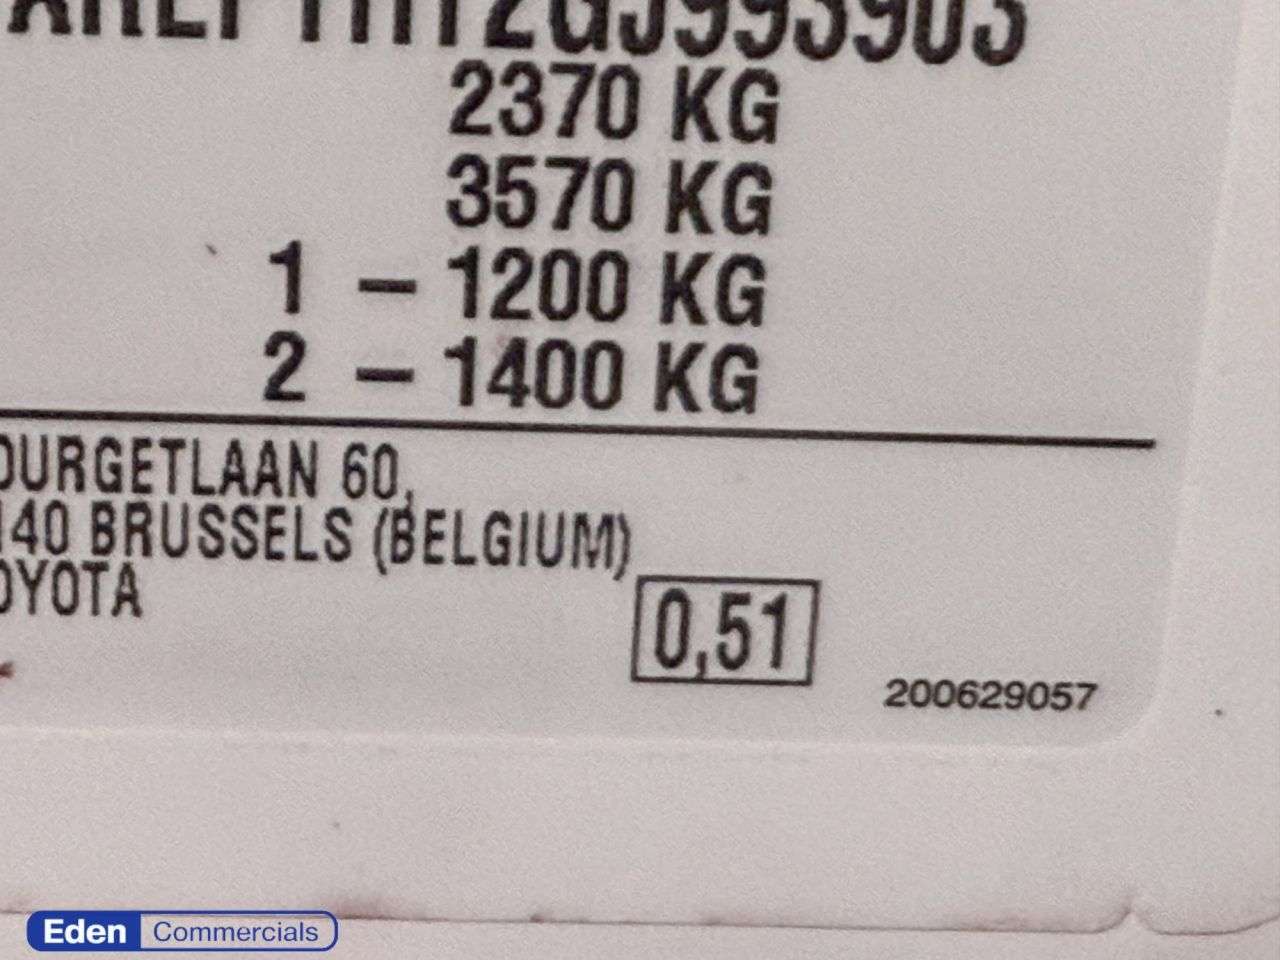 2370 KG
3570 KG
1 – 1200 KG
2 – 1400 KG
OURGETLAAN 60,
140 BRUSSELS (BELGIUM)
OYOTA
0,51
200629057
Eden Commercials